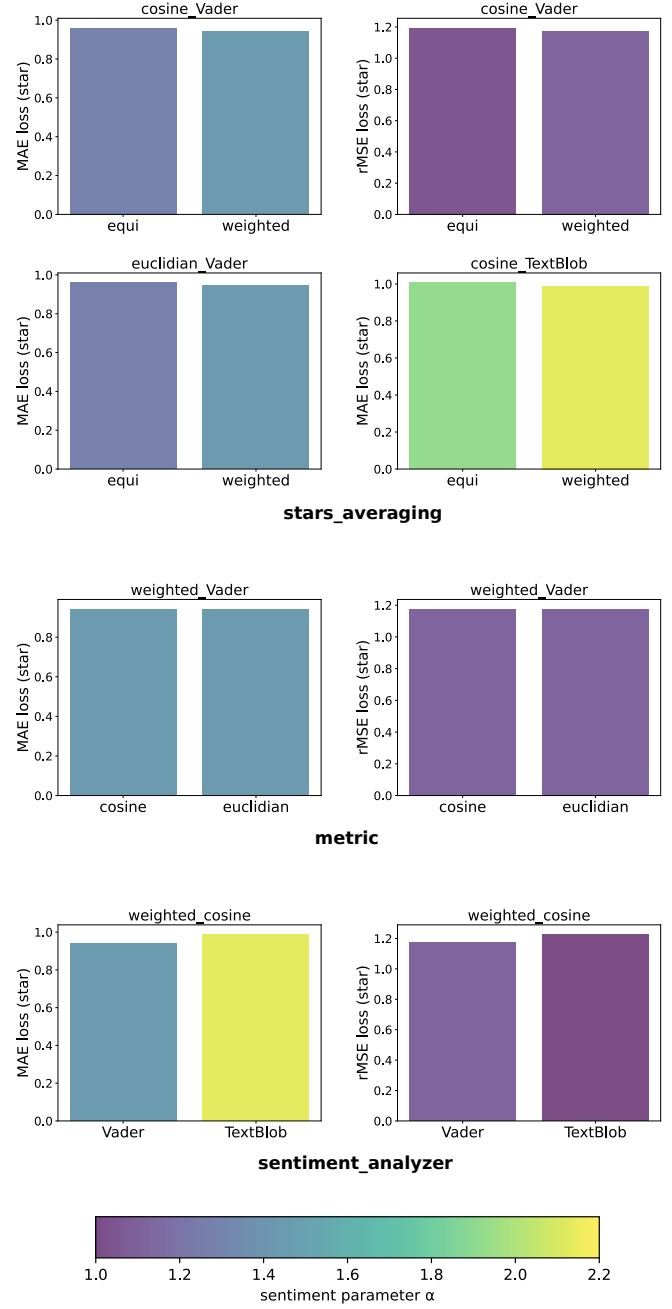 cosine_Vader
MAE loss (star)
1.0
0.8
0.6
0.4
0.2
0.0
equi weighted
cosine_Vader
rMSE loss (star)
1.2
1.0
0.8
0.6
0.4
0.2
0.0
equi weighted
euclidian_Vader
MAE loss (star)
1.0
0.8
0.6
0.4
0.2
0.0
equi weighted
cosine_TextBlob
MAE loss (star)
1.0
0.8
0.6
0.4
0.2
0.0
equi weighted
stars_averaging
weighted_Vader
MAE loss (star)
0.8
0.6
0.4
0.2
0.0
cosine euclidian
weighted_Vader
rMSE loss (star)
1.2
1.0
0.8
0.6
0.4
0.2
0.0
cosine euclidian
metric
weighted_cosine
MAE loss (star)
1.0
0.8
0.6
0.4
0.2
0.0
Vader TextBlob
weighted_cosine
rMSE loss (star)
1.2
1.0
0.8
0.6
0.4
0.2
0.0
Vader TextBlob
sentiment_analyzer
1.0 1.2 1.4 1.6 1.8 2.0 2.2
sentiment parameter α